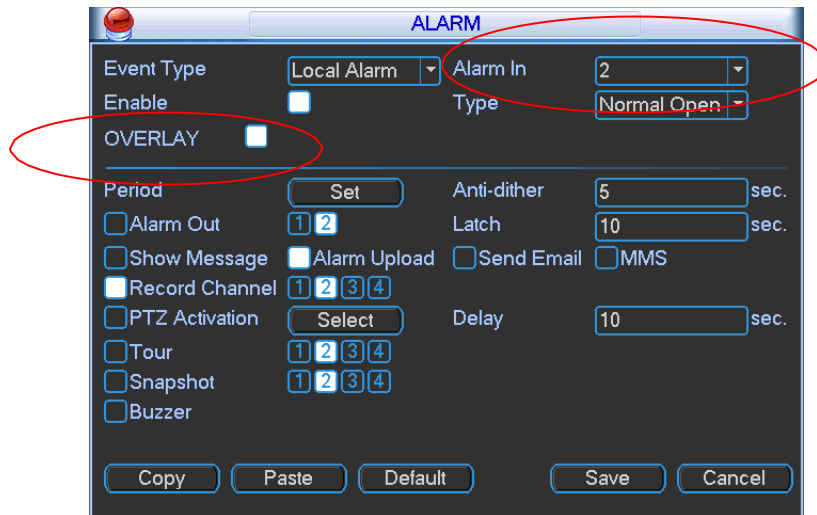 ALARM
Event Type Local Alarm Alarm In 2
Enable Type Normal Open
OVERLAY
Period Set Anti-dither 5 sec.
Alarm Out 1 2 Latch 10 sec.
Show Message Alarm Upload Send Email MMS
Record Channel 1 2 3 4
PTZ Activation Select Delay 10 sec.
Tour 1 2 3 4
Snapshot 1 2 3 4
Buzzer
Copy Paste Default Save Cancel